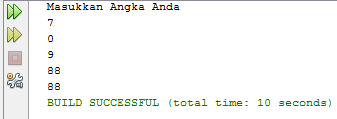 Masukkan Angka Anda
7
0
9
88
88
BUILD SUCCESSFUL (total time: 10 seconds)